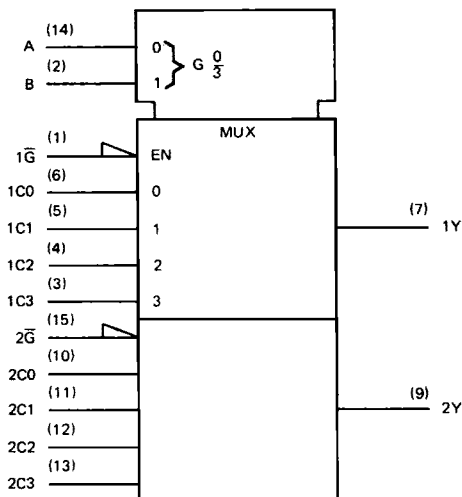 (14)
A 0
G 0/3
(2)
B 1
MUX
(1)
1G̅ EN
(6)
1C0 0
(5)
1C1 1
(7)
1Y
(4)
1C2 2
(3)
1C3 3
(15)
2G̅
(10)
2C0
(11)
2C1
(9)
2Y
(12)
2C2
(13)
2C3